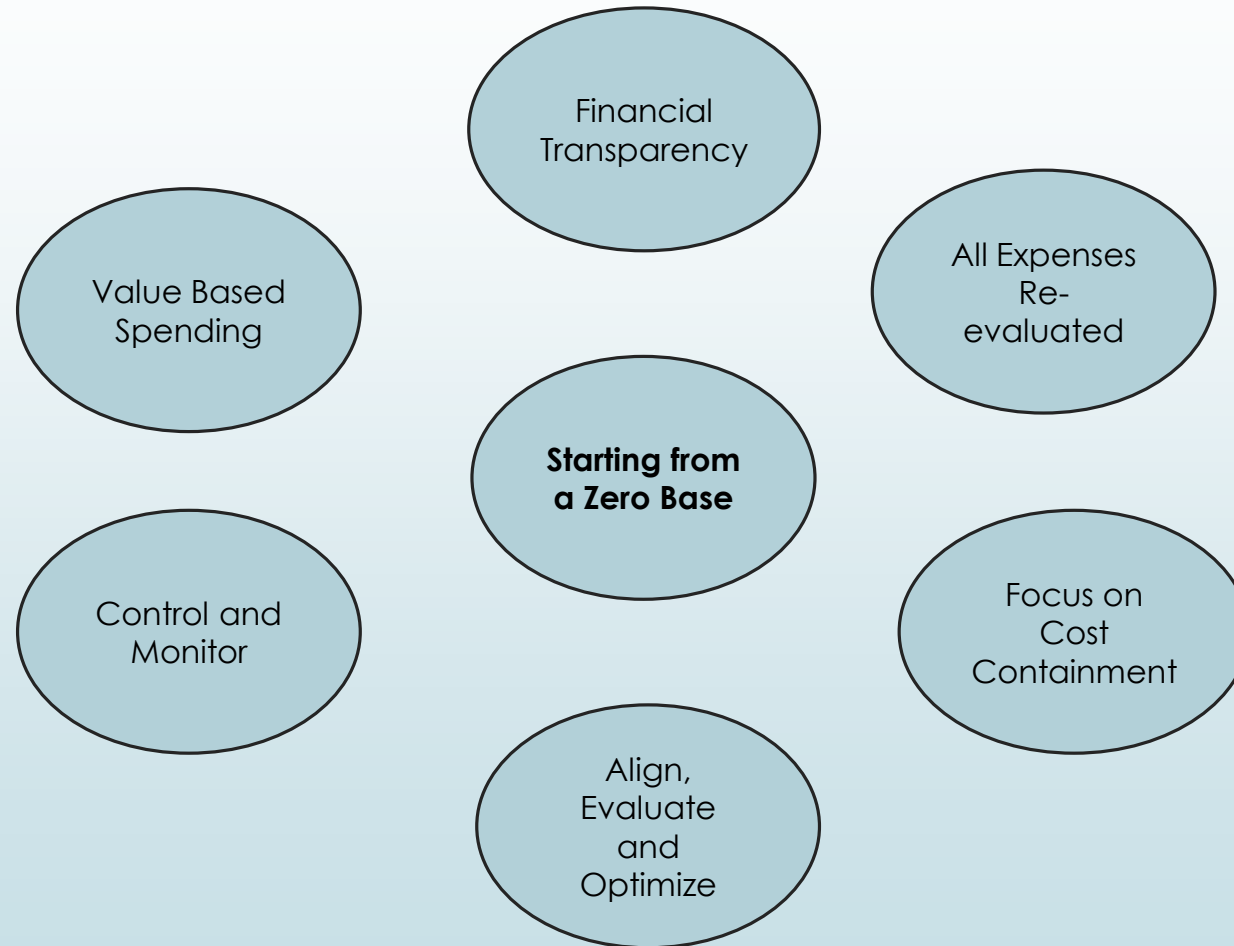 Financial
Transparency
All Expenses
Re-
evaluated
Value Based
Spending
Starting from
a Zero Base
Control and
Monitor
Focus on
Cost
Containment
Align,
Evaluate
and
Optimize